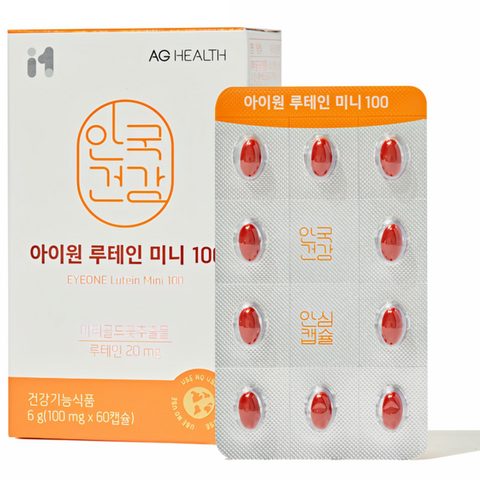 i1
AG HEALTH
안국
건강
아이원 루테인 미니 100
EYEONE Lutein Mini 100
마리골드꽃추출물
루테인 20 mg
건강기능식품
6 g(100 mg x 60캡슐)
아이원 루테인 미니 100
안국
건강
안심
캡슐